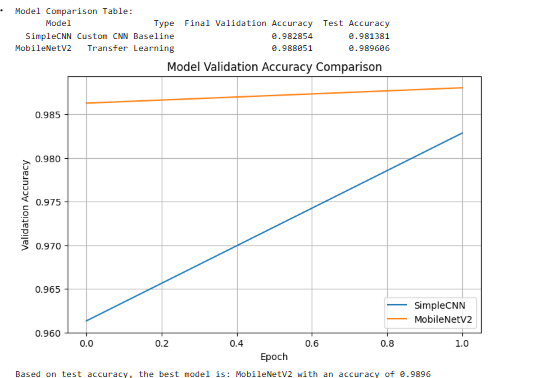 Model Comparison Table:
Model Type Final Validation Accuracy Test Accuracy
SimpleCNN Custom CNN Baseline 0.982854 0.981381
MobileNetV2 Transfer Learning 0.988051 0.989606
Model Validation Accuracy Comparison
0.985
0.980
0.975
0.970
0.965
0.960
Validation Accuracy
SimpleCNN
MobileNetV2
0.0 0.2 0.4 0.6 0.8 1.0
Epoch
Based on test accuracy, the best model is: MobileNetV2 with an accuracy of 0.9896